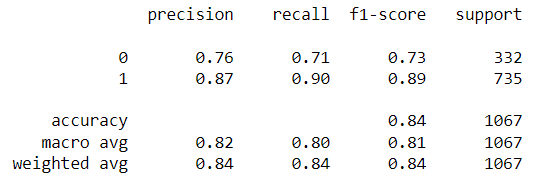 precision recall f1-score support
0 0.76 0.71 0.73 332
1 0.87 0.90 0.89 735
accuracy 0.84 1067
macro avg 0.82 0.80 0.81 1067
weighted avg 0.84 0.84 0.84 1067